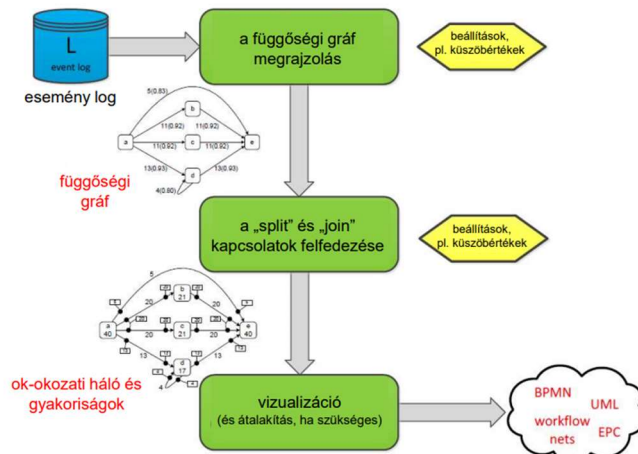 L
event log
esemény log
a függőségi gráf
megrajzolás
beállítások,
pl. küszöbértékek
5(0.83)
b
11(0.92)
11(0.92)
a
11(0.92)
c
11(0.92)
e
13(0.93)
d
13(0.93)
4(0.80)
függőségi
gráf
a „split” és „join”
kapcsolatok felfedezése
beállítások,
pl. küszöbértékek
5
b
21
20
20
a
40
20
c
21
20
e
40
13
d
17
13
4
ok-okozati háló és
gyakoriságok
vizualizáció
(és átalakítás, ha szükséges)
BPMN
UML
workflow
nets
EPC